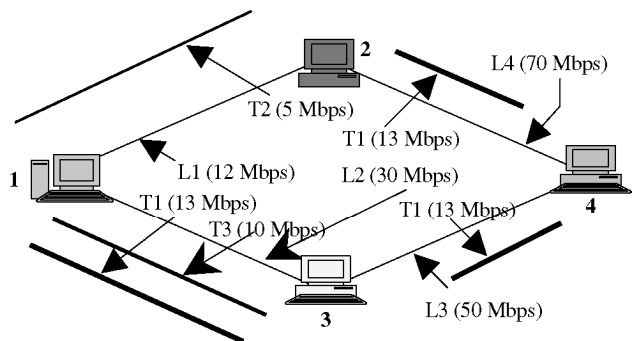 2
L4 (70 Mbps)
T2 (5 Mbps)
T1 (13 Mbps)
L1 (12 Mbps)
L2 (30 Mbps)
1
T1 (13 Mbps)
T1 (13 Mbps)
4
T3 (10 Mbps)
3
L3 (50 Mbps)